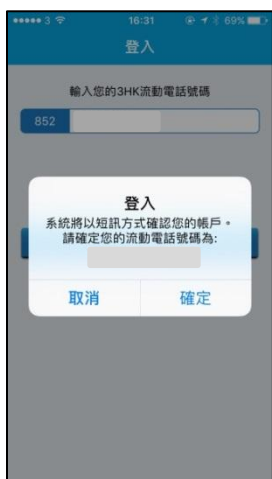 3 16:31 69%
登入
輸入您的3HK流動電話號碼
852
登入
系統將以短訊方式確認您的帳戶。
請確定您的流動電話號碼為:
取消 確定